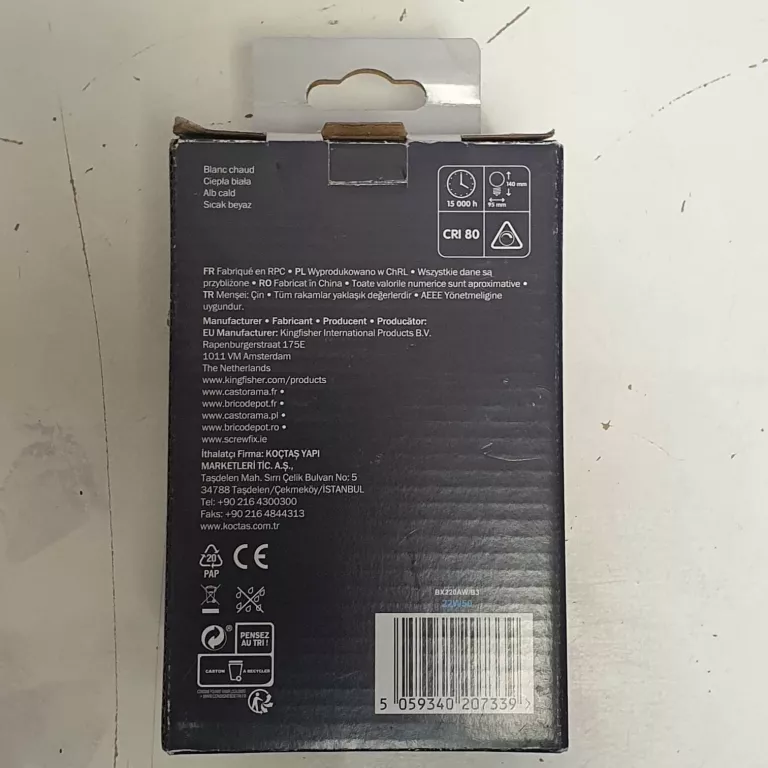 Blanc chaud
Ciepła biała
Alb cald
Sıcak beyaz
15 000 h
140 mm
95 mm
CRI 80
FR Fabriqué en RPC • PL Wyprodukowano w ChRL • Wszystkie dane są
przybliżone • RO Fabricat în China • Toate valorile numerice sunt aproximative •
TR Menşei: Çin • Tüm rakamlar yaklaşık değerlerdir • AEEE Yönetmeligine
uygundur.
Manufacturer • Fabricant • Producent • Producător:
EU Manufacturer: Kingfisher International Products B.V.
Rapenburgerstraat 175E
1011 VM Amsterdam
The Netherlands
www.kingfisher.com/products
www.castorama.fr •
www.bricodepot.fr •
www.castorama.pl •
www.bricodepot.ro •
www.screwfix.ie
İthalatçı Firma: KOÇTAŞ YAPI
MARKETLERİ TİC. A.Ş.,
Taşdelen Mah. Sırrı Çelik Bulvarı No: 5
34788 Taşdelen/Çekmeköy/İSTANBUL
Tel: +90 216 4300300
Faks: +90 216 4844313
www.koctas.com.tr
20
PAP
CE
PENSEZ
AU TRI !
CARTON À RECYCLER
BX220AW/B3
22W50
5 059340 207339 >